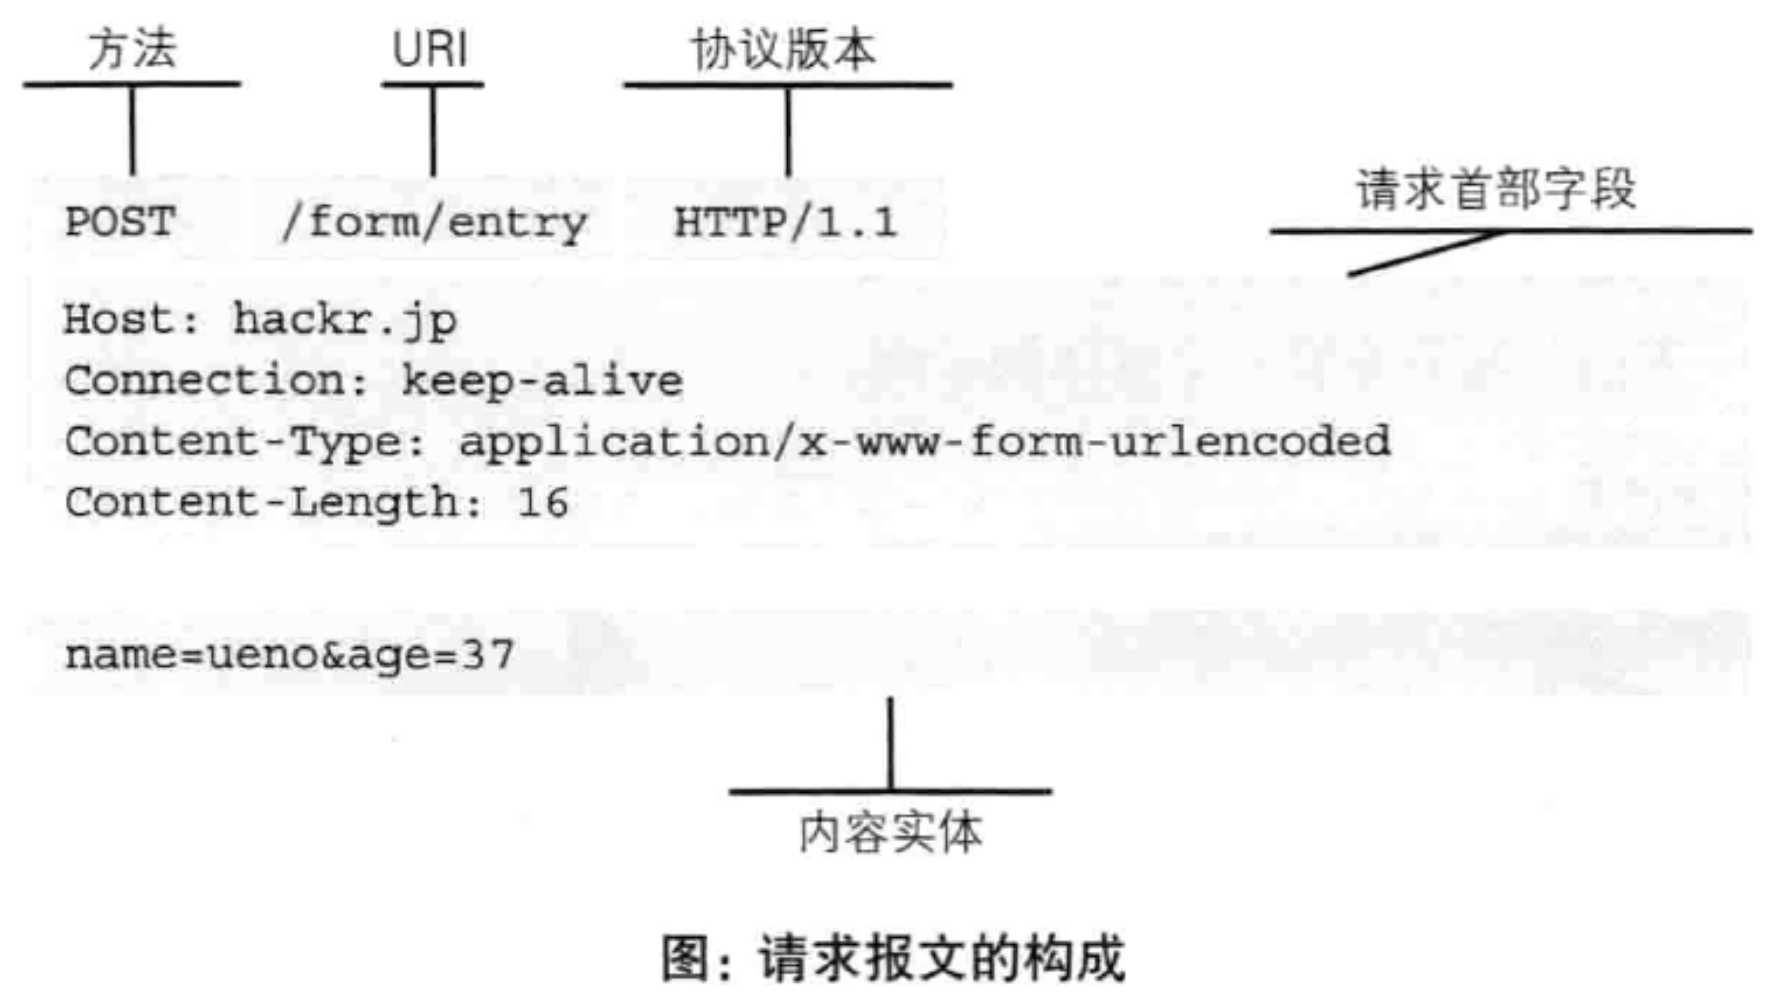 方法 URI 协议版本
请求首部字段
POST /form/entry HTTP/1.1
Host: hackr.jp
Connection: keep-alive
Content-Type: application/x-www-form-urlencoded
Content-Length: 16
name=ueno&age=37
内容实体
图：请求报文的构成